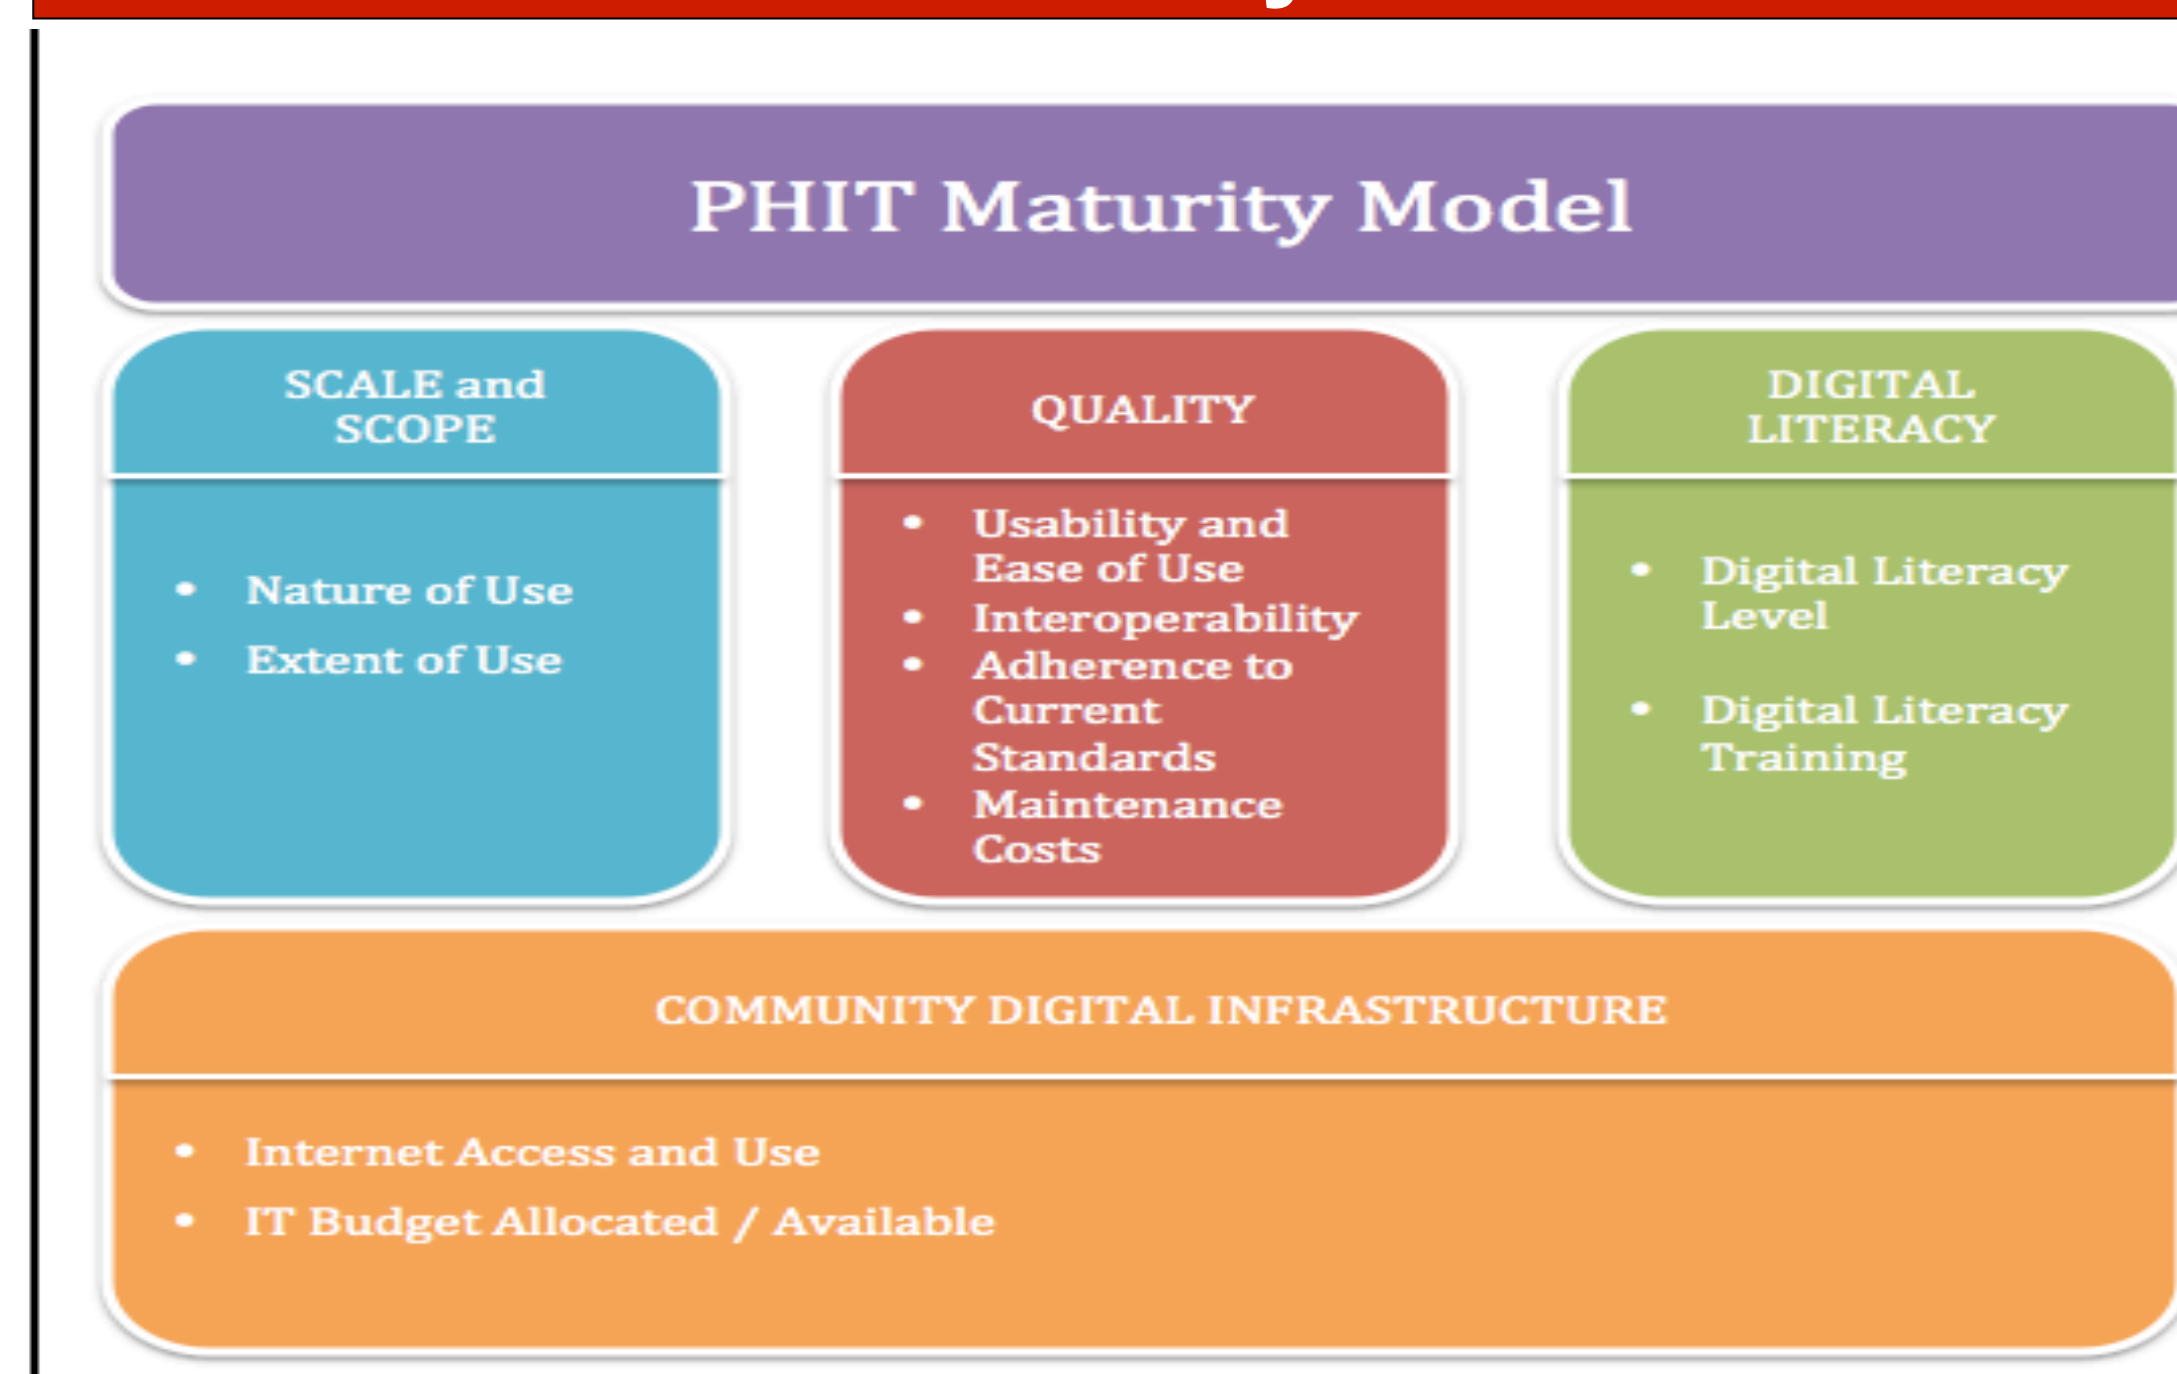 PHIT Maturity Model
SCALE and
SCOPE
• Nature of Use
• Extent of Use
QUALITY
• Usability and
Ease of Use
• Interoperability
• Adherence to
Current
Standards
• Maintenance
Costs
DIGITAL
LITERACY
• Digital Literacy
Level
• Digital Literacy
Training
COMMUNITY DIGITAL INFRASTRUCTURE
• Internet Access and Use
• IT Budget Allocated / Available